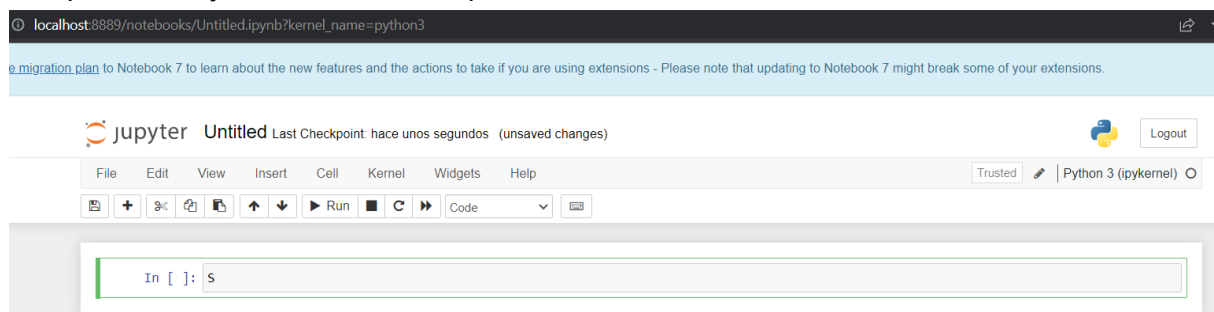 localhost:8889/notebooks/Untitled.ipynb?kernel_name=python3
e migration plan to Notebook 7 to learn about the new features and the actions to take if you are using extensions - Please note that updating to Notebook 7 might break some of your extensions.
jupyter Untitled Last Checkpoint: hace unos segundos (unsaved changes) Logout
File Edit View Insert Cell Kernel Widgets Help Trusted Python 3 (ipykernel)
Run Code
In [ ]: S